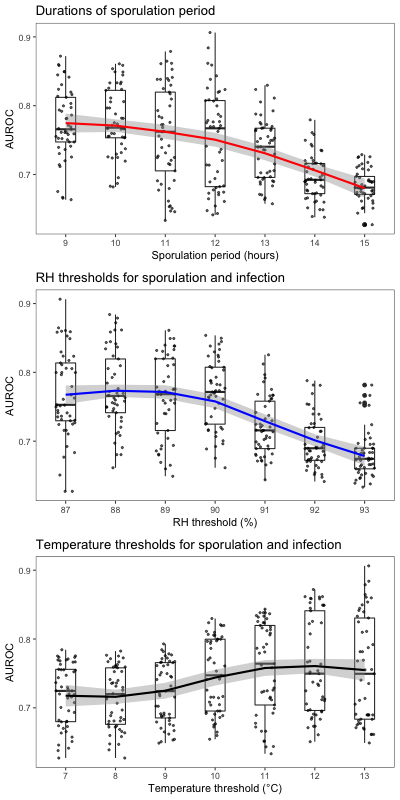 Durations of sporulation period
0.9
0.8
0.7
AUROC
9 10 11 12 13 14 15
Sporulation period (hours)
RH thresholds for sporulation and infection
0.9
0.8
0.7
AUROC
87 88 89 90 91 92 93
RH threshold (%)
Temperature thresholds for sporulation and infection
0.9
0.8
0.7
AUROC
7 8 9 10 11 12 13
Temperature threshold (°C)